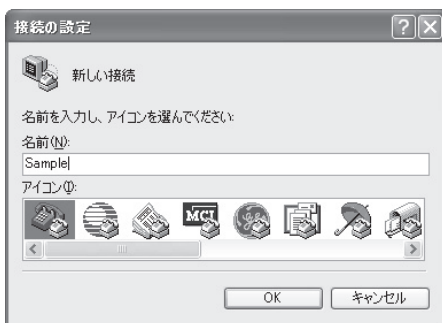 接続の設定
新しい接続
名前を入力し、アイコンを選んでください:
名前(N):
Sample
アイコン(I):
MCI
OK
キャンセル